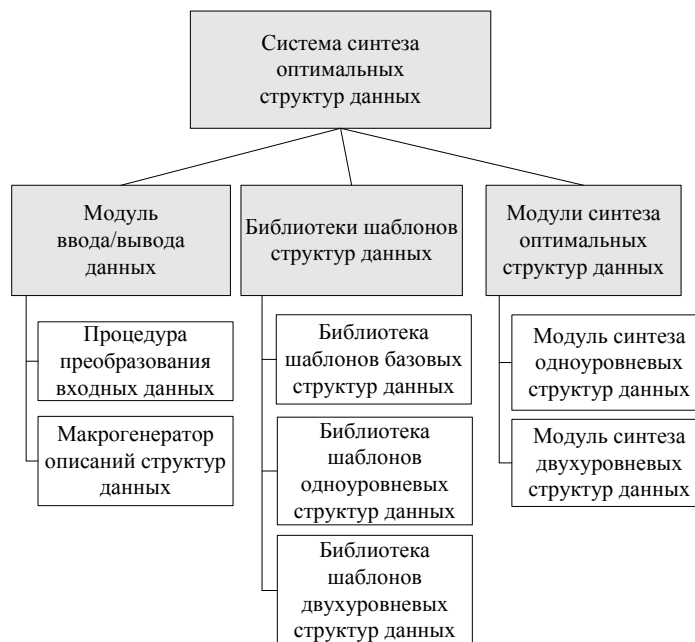 Система синтеза
оптимальных
структур данных
Модуль
ввода/вывода
данных
Библиотеки шаблонов
структур данных
Модули синтеза
оптимальных
структур данных
Процедура
преобразования
входных данных
Макрогенератор
описаний структур
данных
Библиотека
шаблонов базовых
структур данных
Библиотека
шаблонов
одноуровневых
структур данных
Библиотека
шаблонов
двухуровневых
структур данных
Модуль синтеза
одноуровневых
структур данных
Модуль синтеза
двухуровневых
структур данных